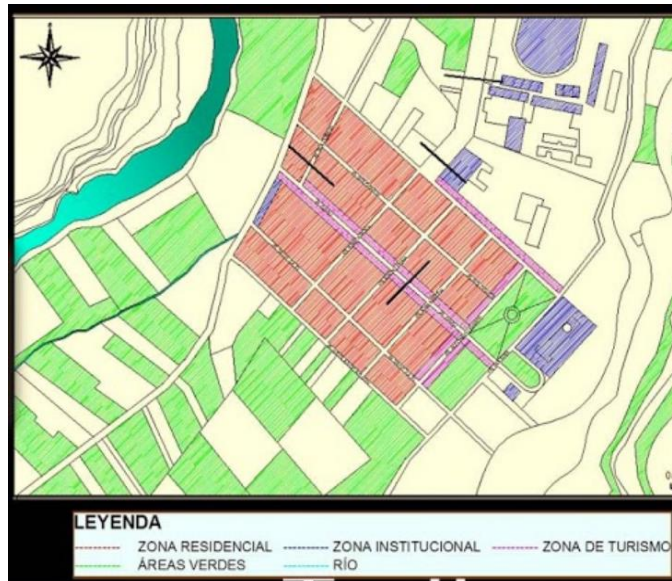 LEYENDA
ZONA RESIDENCIAL ZONA INSTITUCIONAL ZONA DE TURISMO
ÁREAS VERDES RÍO